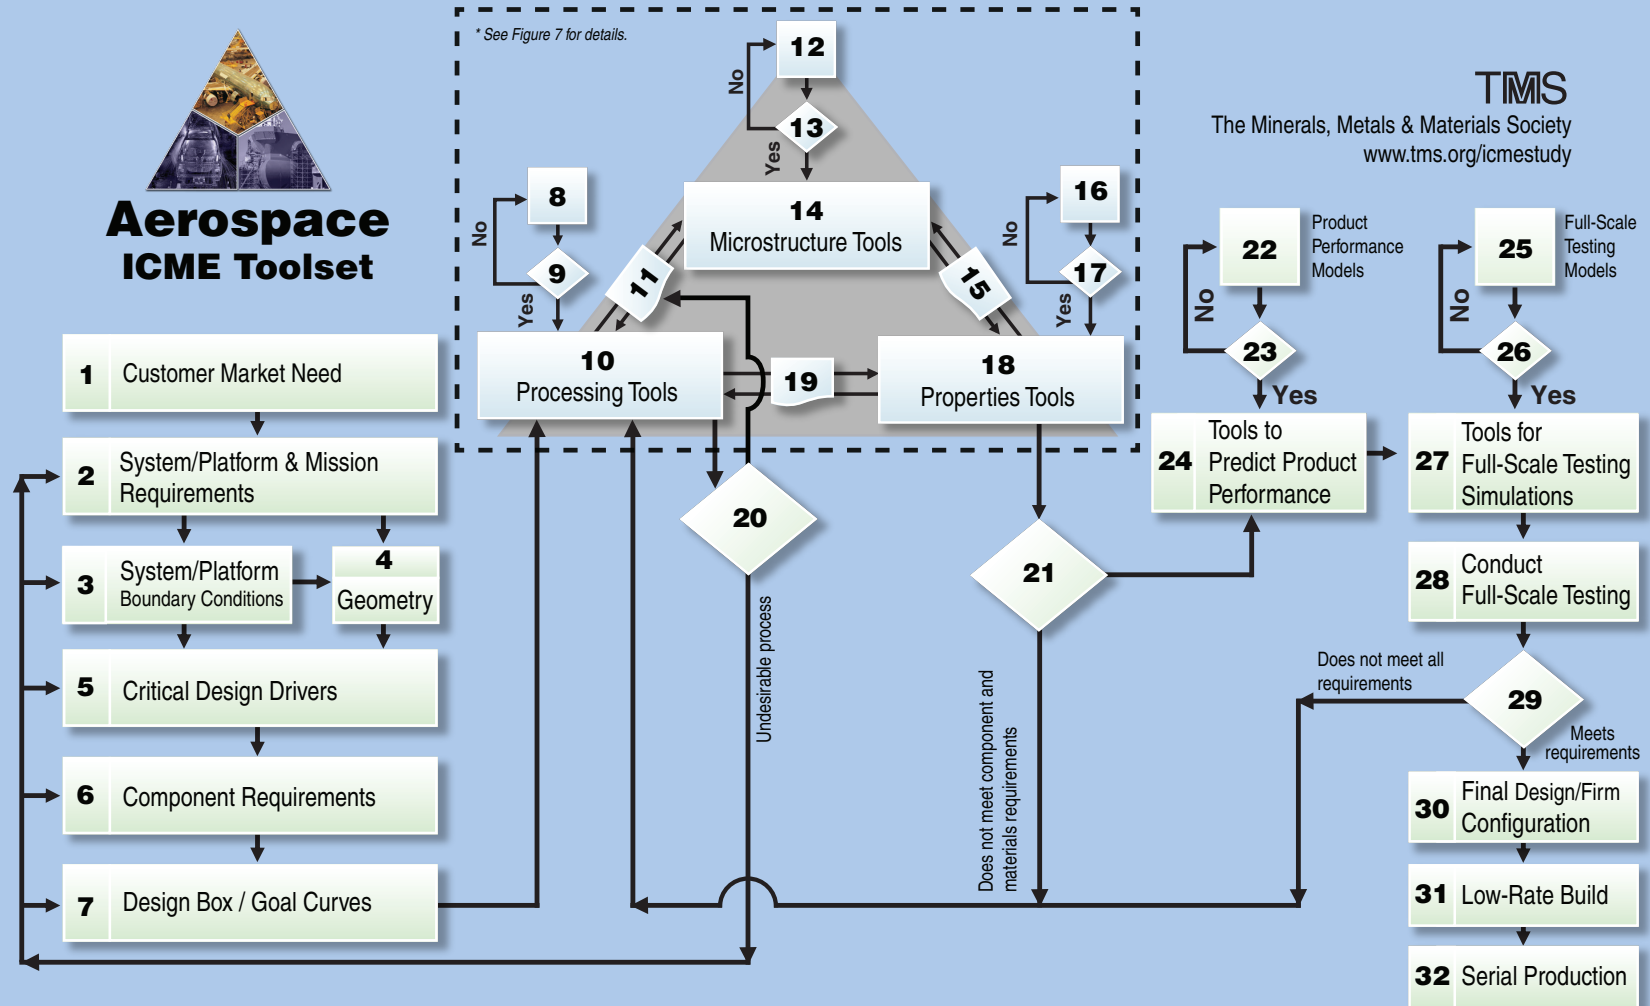 Aerospace
ICME Toolset
* See Figure 7 for details.
TMS
The Minerals, Metals & Materials Society
www.tms.org/icmestudy
1 Customer Market Need
2 System/Platform & Mission
Requirements
3 System/Platform
Boundary Conditions
4
Geometry
5 Critical Design Drivers
6 Component Requirements
7 Design Box / Goal Curves
8
No
9
Yes
10
Processing Tools
11
12
No
13
Yes
14
Microstructure Tools
15
16
No
17
Yes
18
Properties Tools
19
20
Undesirable process
21
Does not meet component and
materials requirements
22
Product
Performance
Models
No
23
Yes
24
Tools to
Predict Product
Performance
25
Full-Scale
Testing
Models
No
26
Yes
27
Tools for
Full-Scale Testing
Simulations
28
Conduct
Full-Scale Testing
29
Does not meet all
requirements
Meets
requirements
30
Final Design/Firm
Configuration
31 Low-Rate Build
32 Serial Production